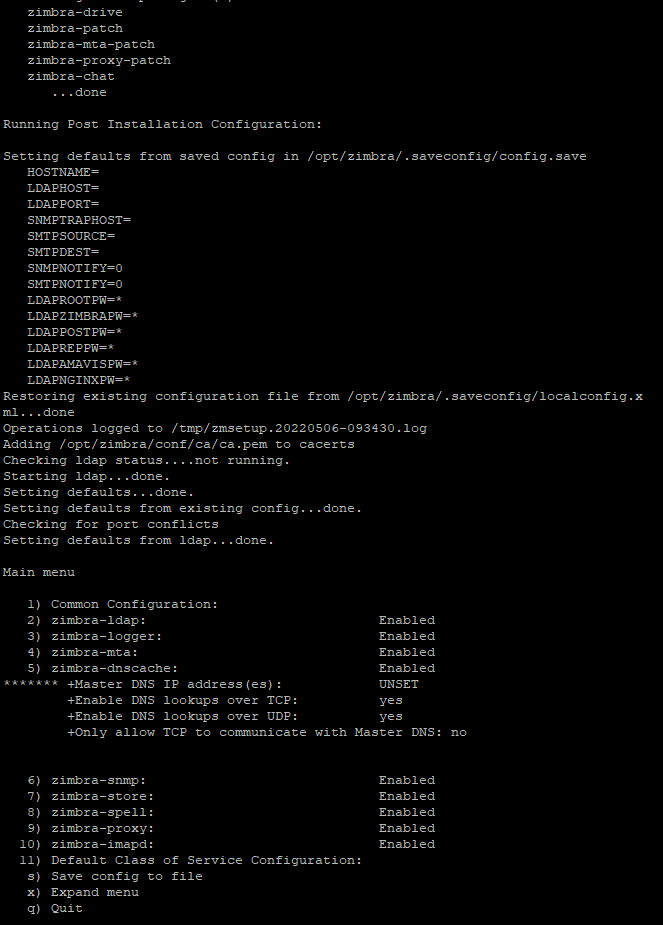 zimbra-drive
zimbra-patch
zimbra-mta-patch
zimbra-proxy-patch
zimbra-chat
...done
Running Post Installation Configuration:
Setting defaults from saved config in /opt/zimbra/.saveconfig/config.save
HOSTNAME=
LDAPHOST=
LDAPPORT=
SNMPTRAPHOST=
SMTPSOURCE=
SMTPDEST=
SNMPNOTIFY=0
SMTPNOTIFY=0
LDAPROOTPW=*
LDAPZIMBRAPW=*
LDAPPOSTPW=*
LDAPREPPW=*
LDAPAMAVISPW=*
LDAPNGINXPW=*
Restoring existing configuration file from /opt/zimbra/.saveconfig/localconfig.x
ml...done
Operations logged to /tmp/zmsetup.20220506-093430.log
Adding /opt/zimbra/conf/ca/ca.pem to cacerts
Checking ldap status....not running.
Starting ldap...done.
Setting defaults...done.
Setting defaults from existing config...done.
Checking for port conflicts
Setting defaults from ldap...done.
Main menu
1) Common Configuration:
2) zimbra-ldap: Enabled
3) zimbra-logger: Enabled
4) zimbra-mta: Enabled
5) zimbra-dnscache: Enabled
******* +Master DNS IP address(es): UNSET
+Enable DNS lookups over TCP: yes
+Enable DNS lookups over UDP: yes
+Only allow TCP to communicate with Master DNS: no
6) zimbra-snmp: Enabled
7) zimbra-store: Enabled
8) zimbra-spell: Enabled
9) zimbra-proxy: Enabled
10) zimbra-imapd: Enabled
11) Default Class of Service Configuration:
s) Save config to file
x) Expand menu
q) Quit